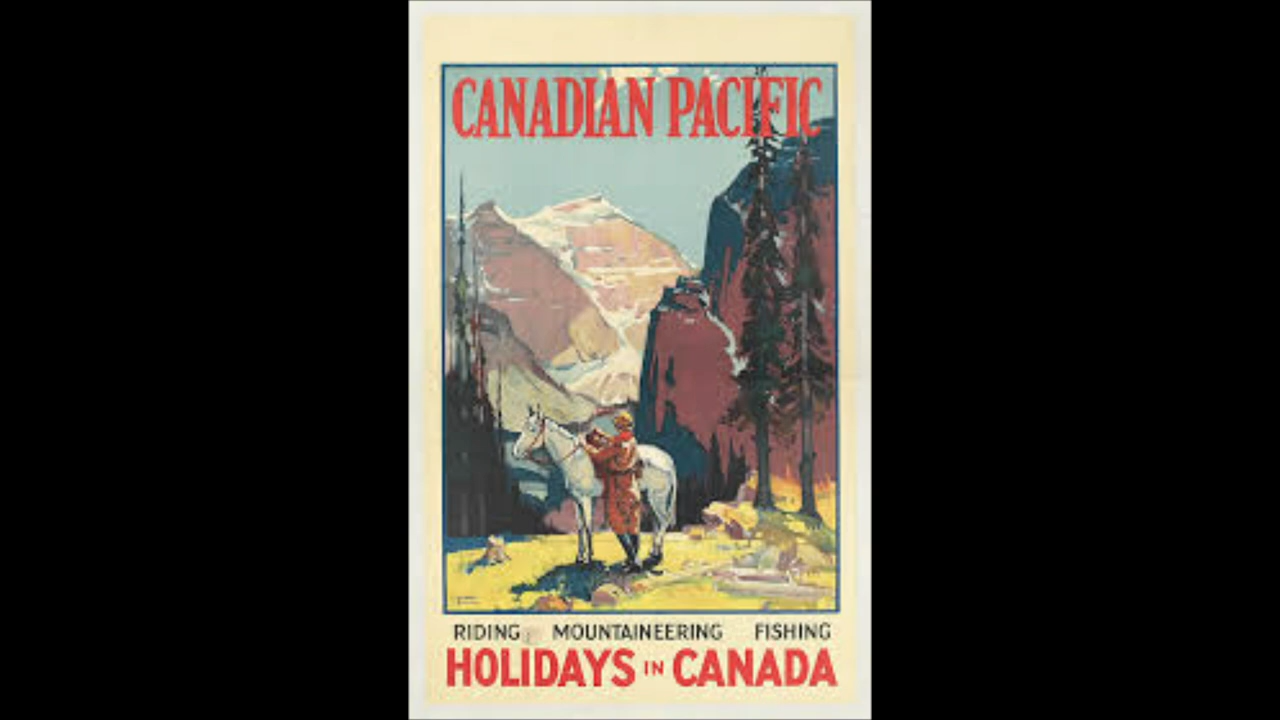 CANADIAN PACIFIC
RIDING MOUNTAINEERING FISHING
HOLIDAYS IN CANADA